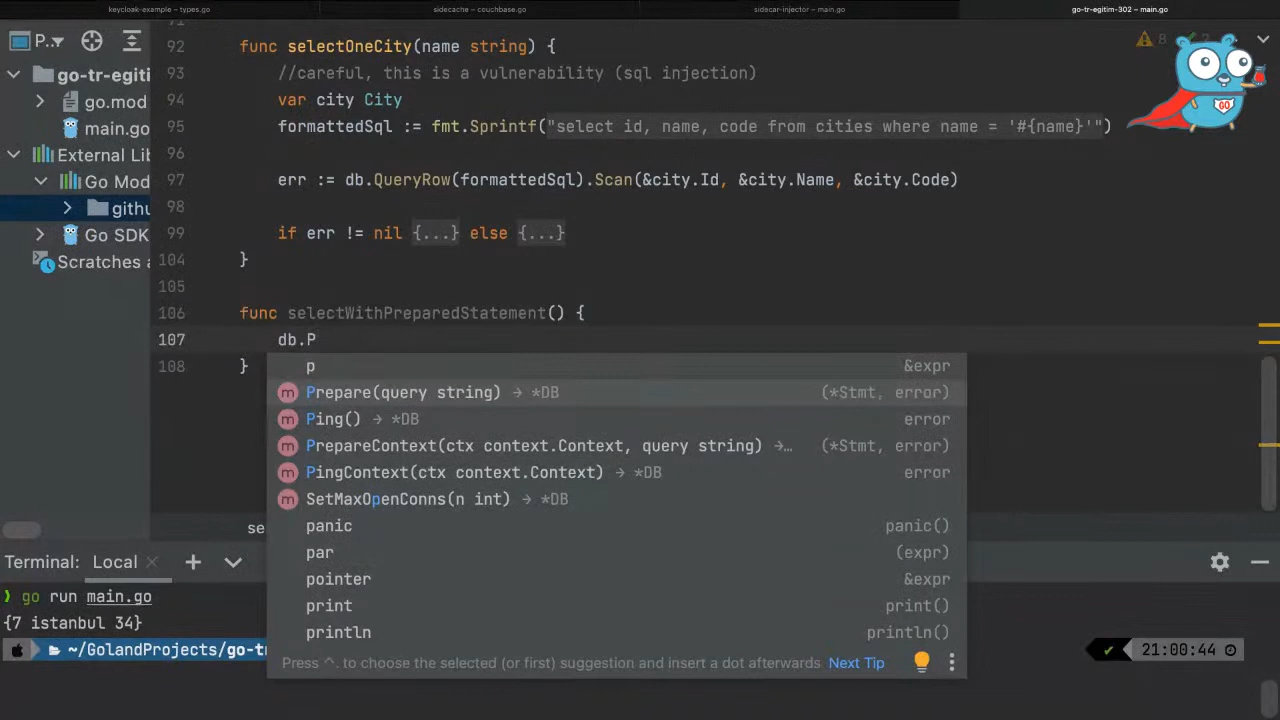 keycloak-example – types.go
sidecache – couchbase.go
sidecar-injector – main.go
go-tr-egitim-302 – main.go
P..
go-tr-egiti
go.mod
main.go
External Lib
Go Mod
githu
Go SDK
Scratches a
92 func selectOneCity(name string) {
93 //careful, this is a vulnerability (sql injection)
94 var city City
95 formattedSql := fmt.Sprintf("select id, name, code from cities where name = '#{name}'")
96
97 err := db.QueryRow(formattedSql).Scan(&city.Id, &city.Name, &city.Code)
98
99 if err != nil {...} else {...}
104 }
105
106 func selectWithPreparedStatement() {
107 db.P
108 }
8
GO
p &expr
Prepare(query string) → *DB (*Stmt, error)
Ping() → *DB error
PrepareContext(ctx context.Context, query string) →… (*Stmt, error)
PingContext(ctx context.Context) → *DB error
SetMaxOpenConns(n int) → *DB
panic panic()
par (expr)
pointer &expr
print print()
println println()
Press ^. to choose the selected (or first) suggestion and insert a dot afterwards Next Tip
se
Terminal: Local
❯ go run main.go
{7 istanbul 34}
~/GolandProjects/go-tr
✔ 21:00:44